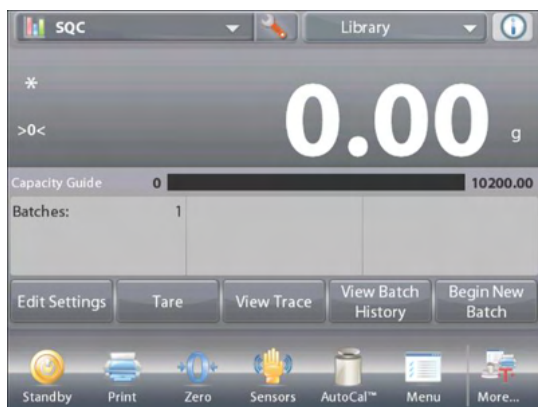 SQC
Library
*
>0<
0.00 g
Capacity Guide 0 10200.00
Batches: 1
Edit Settings
Tare
View Trace
View Batch
History
Begin New
Batch
Standby
Print
→0←
Zero
Sensors
AutoCal™
Menu
More...